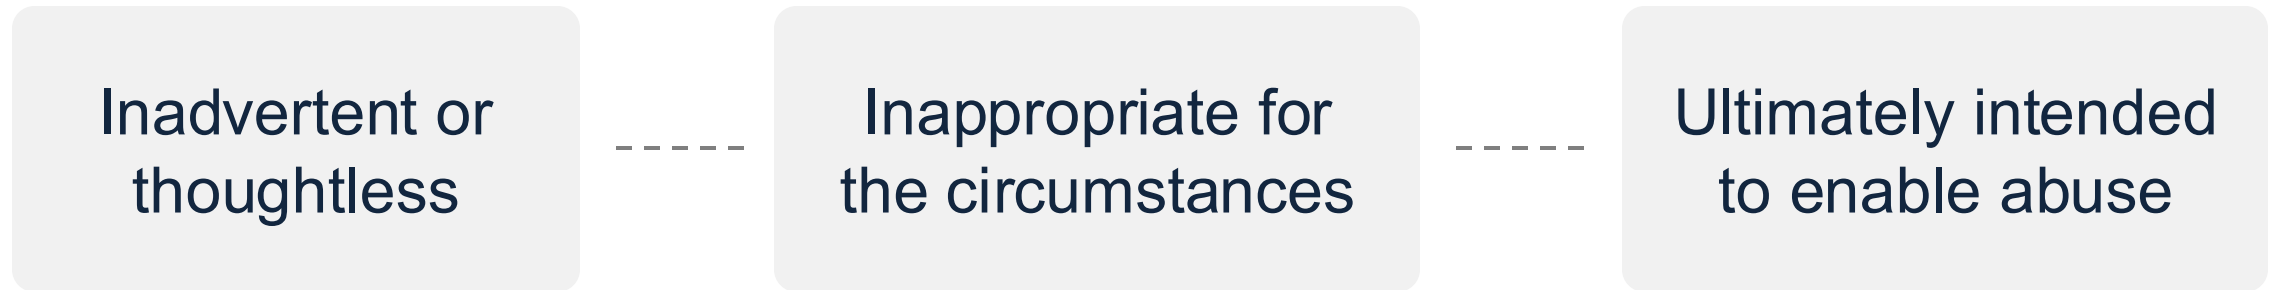 Inadvertent or
thoughtless
Inappropriate for
the circumstances
Ultimately intended
to enable abuse